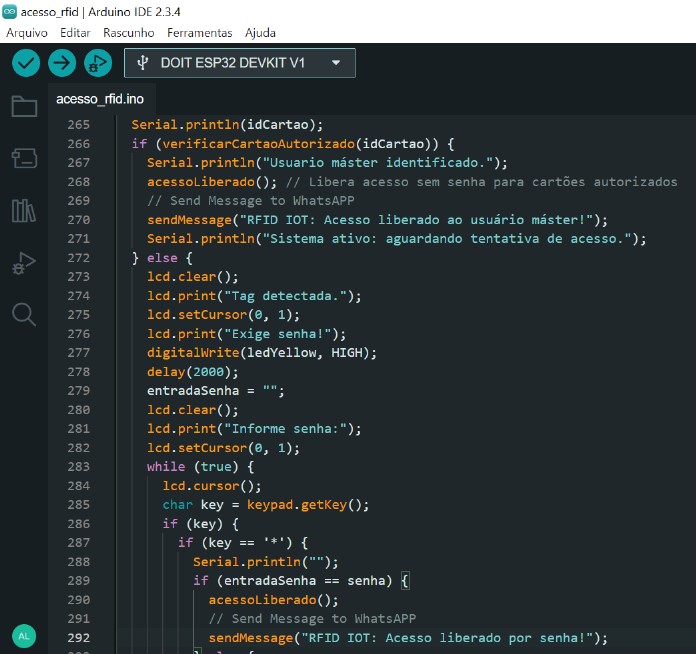 acesso_rfid | Arduino IDE 2.3.4
Arquivo Editar Rascunho Ferramentas Ajuda
DOIT ESP32 DEVKIT V1
acesso_rfid.ino
265 Serial.println(idCartao);
266 if (verificarCartaoAutorizado(idCartao)) {
267 Serial.println("Usuario máster identificado.");
268 acessoLiberado(); // Libera acesso sem senha para cartões autorizados
269 // Send Message to WhatsAPP
270 sendMessage("RFID IOT: Acesso liberado ao usuário máster!");
271 Serial.println("Sistema ativo: aguardando tentativa de acesso.");
272 } else {
273 lcd.clear();
274 lcd.print("Tag detectada.");
275 lcd.setCursor(0, 1);
276 lcd.print("Exige senha!");
277 digitalWrite(ledYellow, HIGH);
278 delay(2000);
279 entradaSenha = "";
280 lcd.clear();
281 lcd.print("Informe senha:");
282 lcd.setCursor(0, 1);
283 while (true) {
284 lcd.cursor();
285 char key = keypad.getKey();
286 if (key) {
287 if (key == '*') {
288 Serial.println("");
289 if (entradaSenha == senha) {
290 acessoLiberado();
291 // Send Message to WhatsAPP
292 sendMessage("RFID IOT: Acesso liberado por senha!");
AL